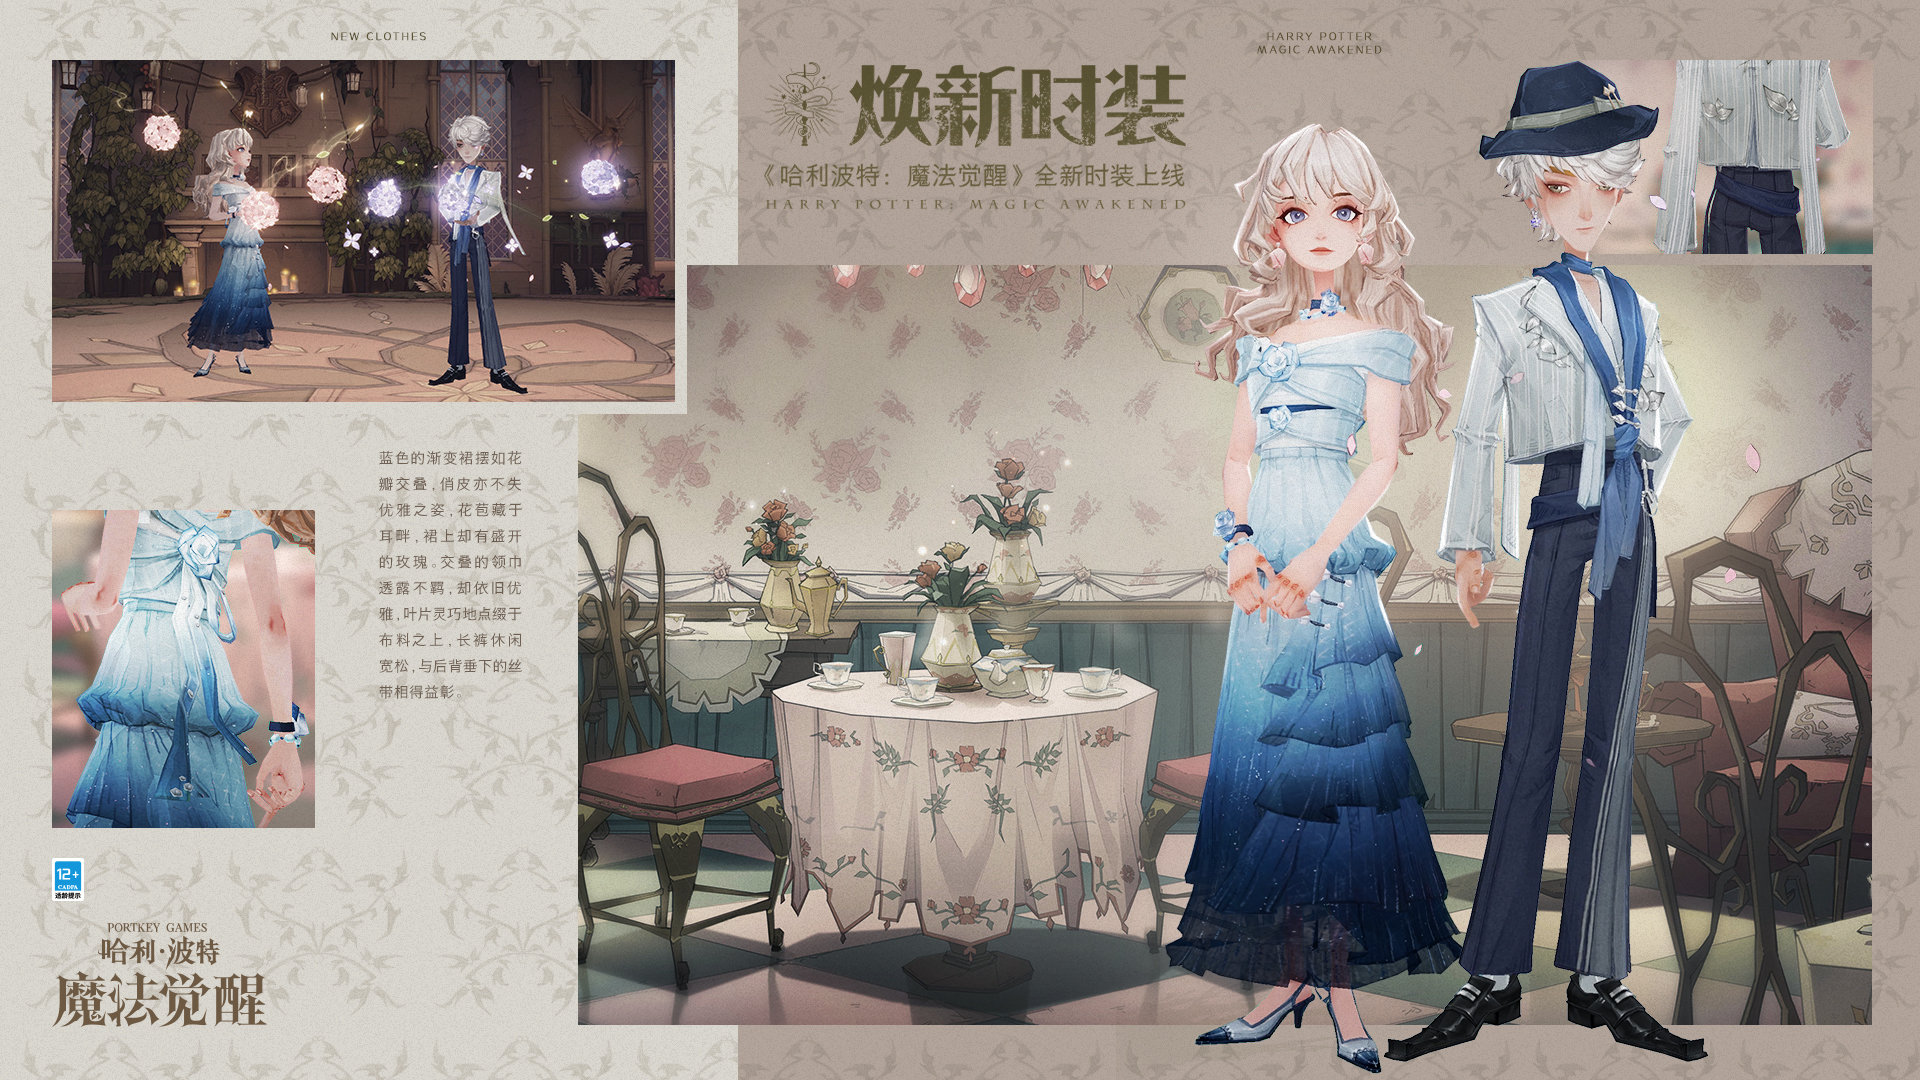 NEW CLOTHES
HARRY POTTER
MAGIC AWAKENED
焕新时装
《哈利波特：魔法觉醒》全新时装上线
HARRY POTTER: MAGIC AWAKENED
蓝色的渐变裙摆如花
瓣交叠，俏皮亦不失
优雅之姿，花苞藏于
耳畔，裙上却有盛开
的玫瑰。交叠的领巾
透露不羁，却依旧优
雅，叶片灵巧地点缀于
布料之上，长裤休闲
宽松，与后背垂下的丝
带相得益彰。
12+
CADPA
适龄提示
PORTKEY GAMES
哈利·波特
魔法觉醒